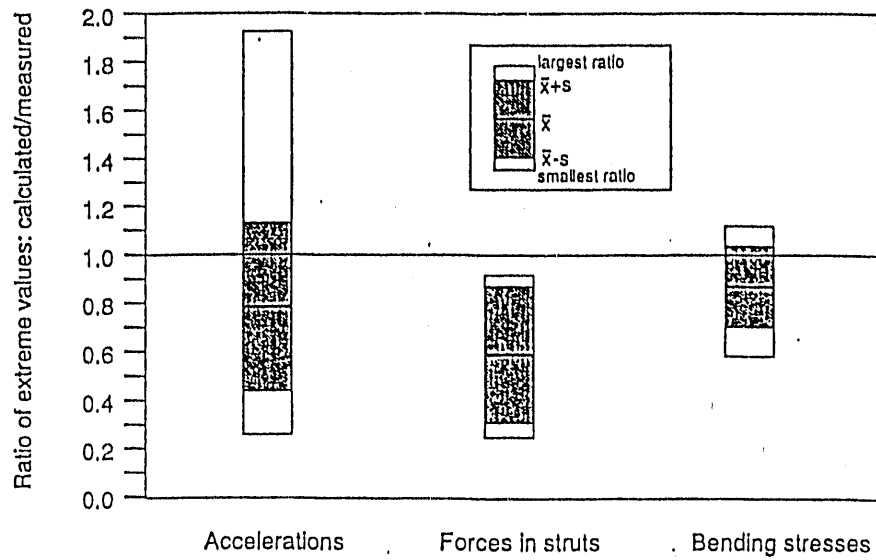 Ratio of extreme values: calculated/measured
2.0
1.8
1.6
1.4
1.2
1.0
0.8
0.6
0.4
0.2
0.0
largest ratio
x̄+s
x̄
x̄-s
smallest ratio
Accelerations
Forces in struts
Bending stresses